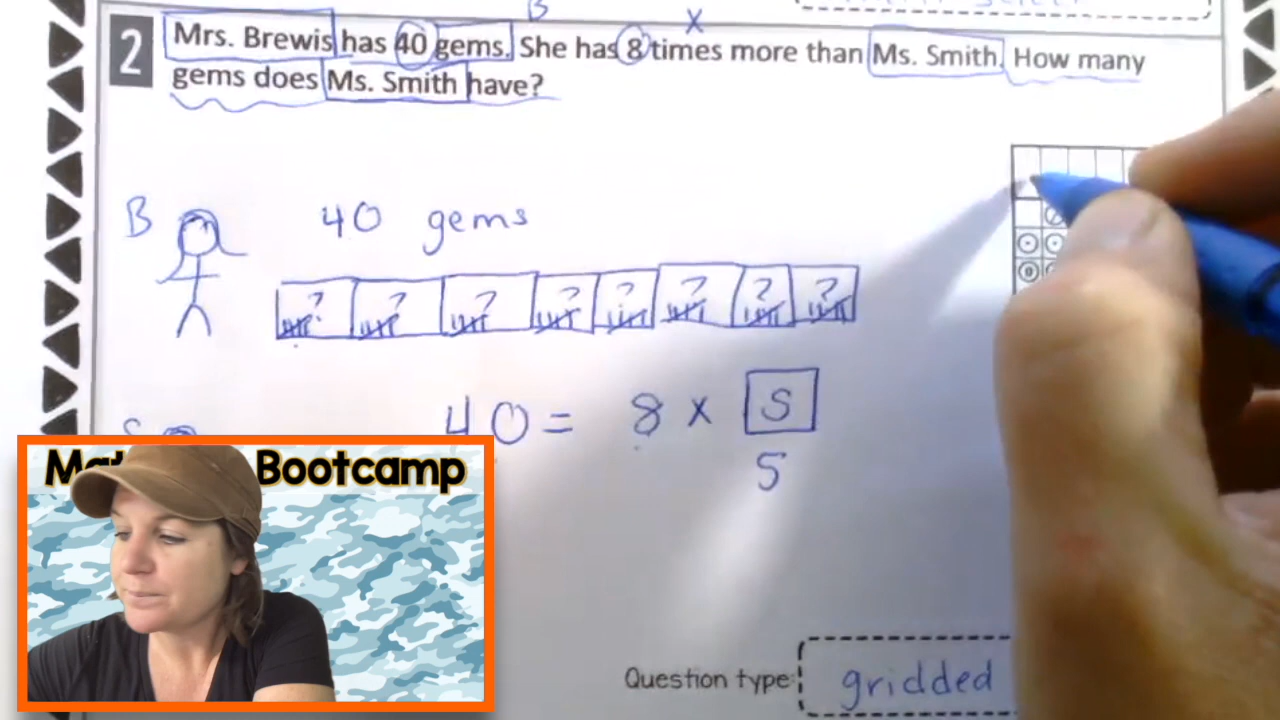 B
X
2 Mrs. Brewis has 40 gems. She has 8 times more than Ms. Smith. How many
gems does Ms. Smith have?
B 40 gems
? ? ? ? ? ? ? ?
40 = 8 x S
S
5
Bootcamp
Question type: gridded